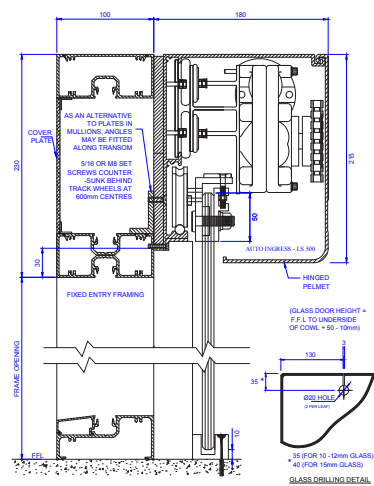 100
180
AS AN ALTERNATIVE
TO PLATES IN
MULLIONS, ANGLES
MAY BE FITTED
ALONG TRANSOM
COVER
PLATE
5/16 OR M8 SET
SCREWS COUNTER
-SUNK BEHIND
TRACK WHEELS AT
600mm CENTRES
230
215
50
AUTO INGRESS - LS 500
30
HINGED
PELMET
FIXED ENTRY FRAMING
(GLASS DOOR HEIGHT =
F.F.L TO UNDERSIDE
OF COWL + 50 - 10mm)
FRAME OPENING
3
130
35 *
Ø20 HOLE
(2 PER LEAF)
10
FFL
35 (FOR 10 -12mm GLASS)
* 40 (FOR 15mm GLASS)
GLASS DRILLING DETAIL